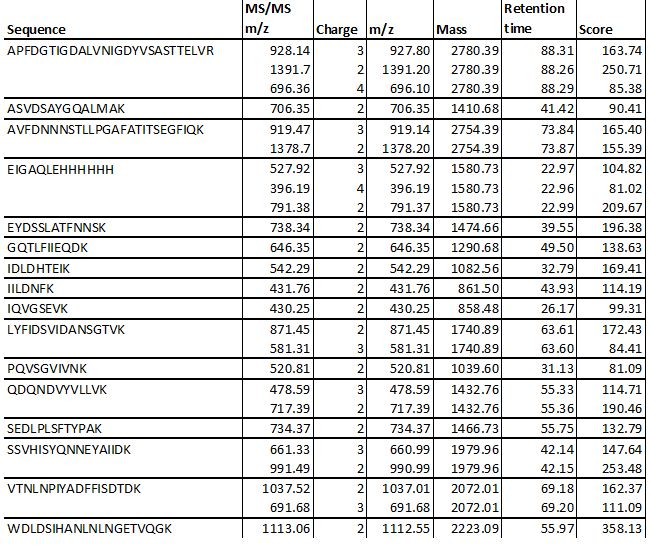 Sequence MS/MS m/z Charge m/z Mass Retention time Score
APFDGTIGDALVNIGDYVSASTTELVR 928.14 3 927.80 2780.39 88.31 163.74
1391.7 2 1391.20 2780.39 88.26 250.71
696.36 4 696.10 2780.39 88.29 85.38
ASVDSAYGQALMAK 706.35 2 706.35 1410.68 41.42 90.41
AVFDNNNSTLLPGAFATITSEGFIQK 919.47 3 919.14 2754.39 73.84 165.40
1378.7 2 1378.20 2754.39 73.87 155.39
EIGAQLEHHHHHH 527.92 3 527.92 1580.73 22.97 104.82
396.19 4 396.19 1580.73 22.96 81.02
791.38 2 791.37 1580.73 22.99 209.67
EYDSSLATFNNSK 738.34 2 738.34 1474.66 39.55 196.38
GQTLFIIEQDK 646.35 2 646.35 1290.68 49.50 138.63
IDLDHTEIK 542.29 2 542.29 1082.56 32.79 169.41
IILDNFK 431.76 2 431.76 861.50 43.93 114.19
IQVGSEVK 430.25 2 430.25 858.48 26.17 99.31
LYFIDSVIDANSGTVK 871.45 2 871.45 1740.89 63.61 172.43
581.31 3 581.31 1740.89 63.60 84.41
PQVSGVIVNK 520.81 2 520.81 1039.60 31.13 81.09
QDQNDVYVLLVK 478.59 3 478.59 1432.76 55.33 114.71
717.39 2 717.39 1432.76 55.36 190.46
SEDLPLSFTYPAK 734.37 2 734.37 1466.73 55.75 132.79
SSVHISYQNNEYAIIDK 661.33 3 660.99 1979.96 42.14 147.64
991.49 2 990.99 1979.96 42.15 253.48
VTNLNPIYADFFISDTDK 1037.52 2 1037.01 2072.01 69.18 162.37
691.68 3 691.68 2072.01 69.20 111.09
WDLDSIHANLNLNGETVQGK 1113.06 2 1112.55 2223.09 55.97 358.13